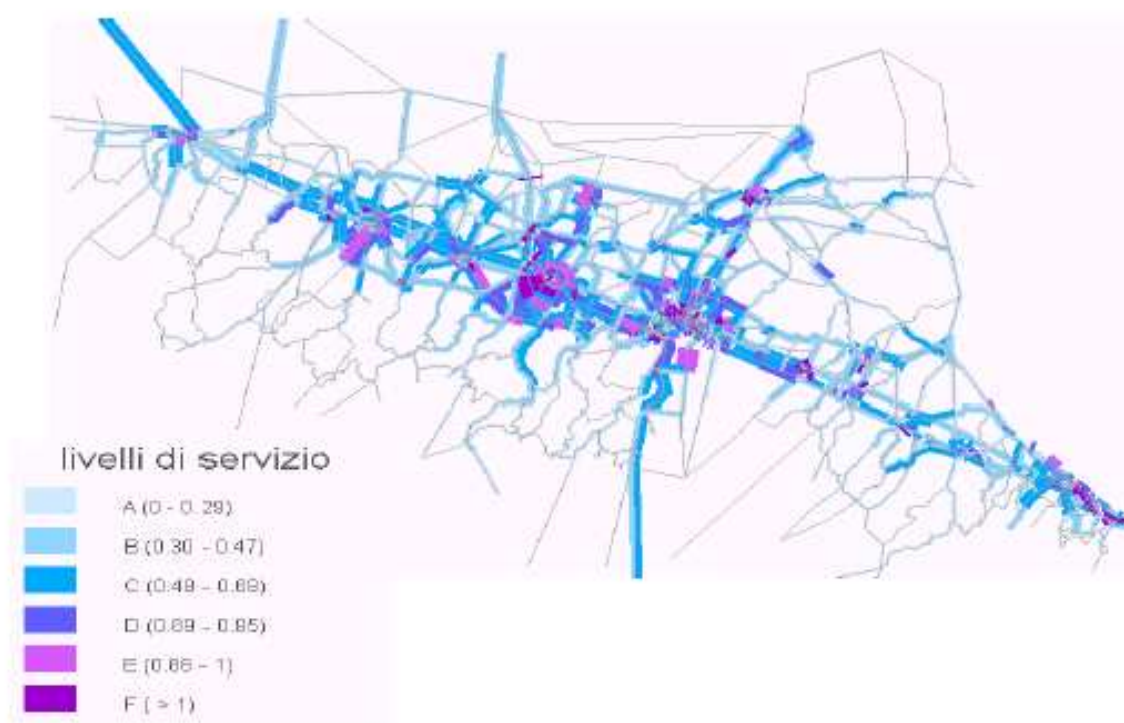 livelli di servizio
A (0 - 0.29)
B (0.30 - 0.47)
C (0.48 - 0.68)
D (0.69 - 0.85)
E (0.86 - 1)
F ( > 1)